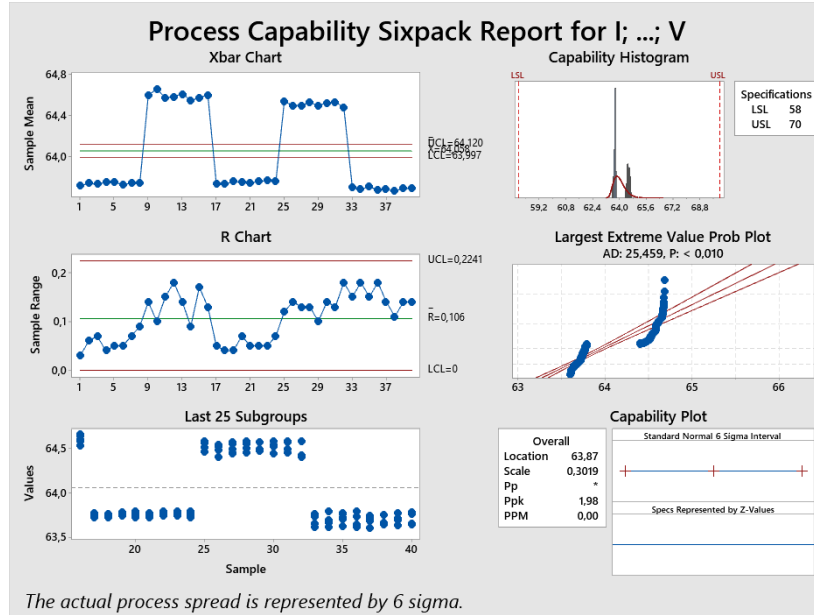 Process Capability Sixpack Report for I; ...; V
Xbar Chart
Sample Mean
64,8
64,4
64,0
UCL=64,120
X=64,058
LCL=63,997
1 5 9 13 17 21 25 29 33 37
Capability Histogram
LSL USL
59,2 60,8 62,4 64,0 65,6 67,2 68,8
Specifications
LSL 58
USL 70
R Chart
Sample Range
0,2
0,1
0,0
UCL=0,2241
R=0,106
LCL=0
1 5 9 13 17 21 25 29 33 37
Largest Extreme Value Prob Plot
AD: 25,459, P: < 0,010
63 64 65 66
Last 25 Subgroups
Values
64,5
64,0
63,5
20 25 30 35 40
Sample
Capability Plot
Overall
Location 63,87
Scale 0,3019
Pp *
Ppk 1,98
PPM 0,00
Standard Normal 6 Sigma Interval
Specs Represented by Z-Values
The actual process spread is represented by 6 sigma.